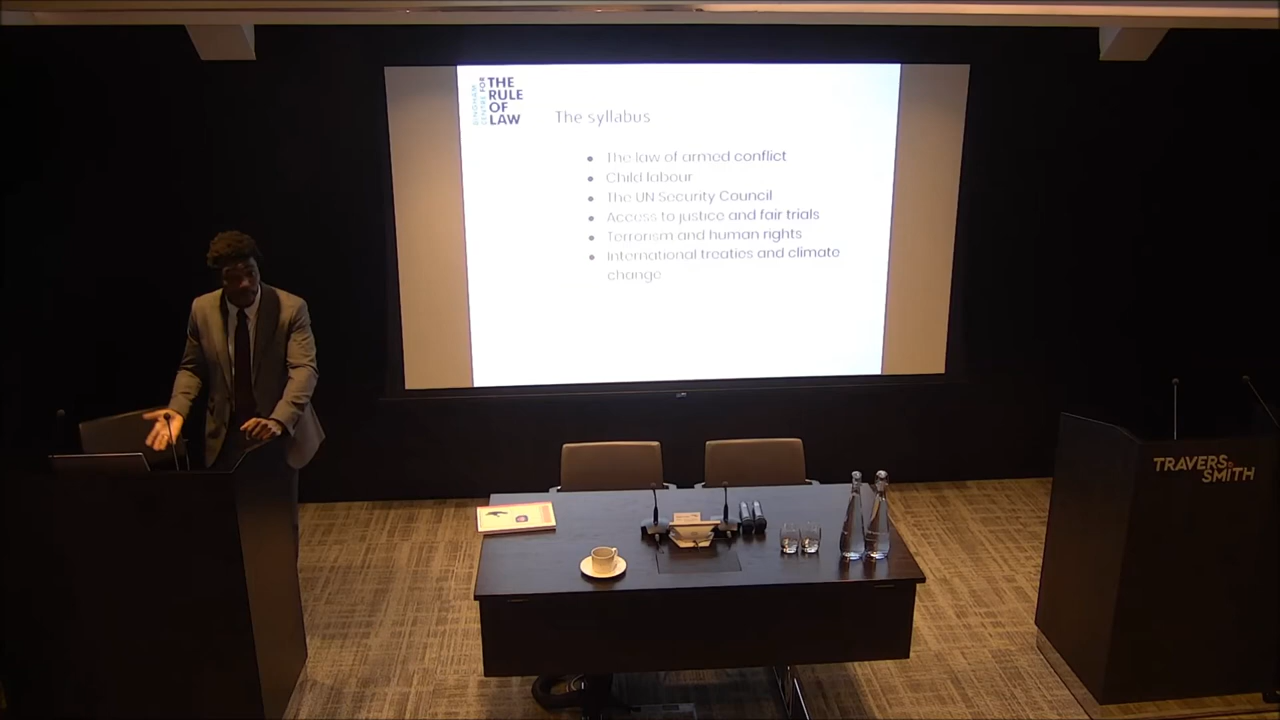 BINGHAM
CENTRE FOR
THE
RULE
OF
LAW
The syllabus
The law of armed conflict
Child labour
The UN Security Council
Access to justice and fair trials
Terrorism and human rights
International treaties and climate
change
TRAVERS
SMITH